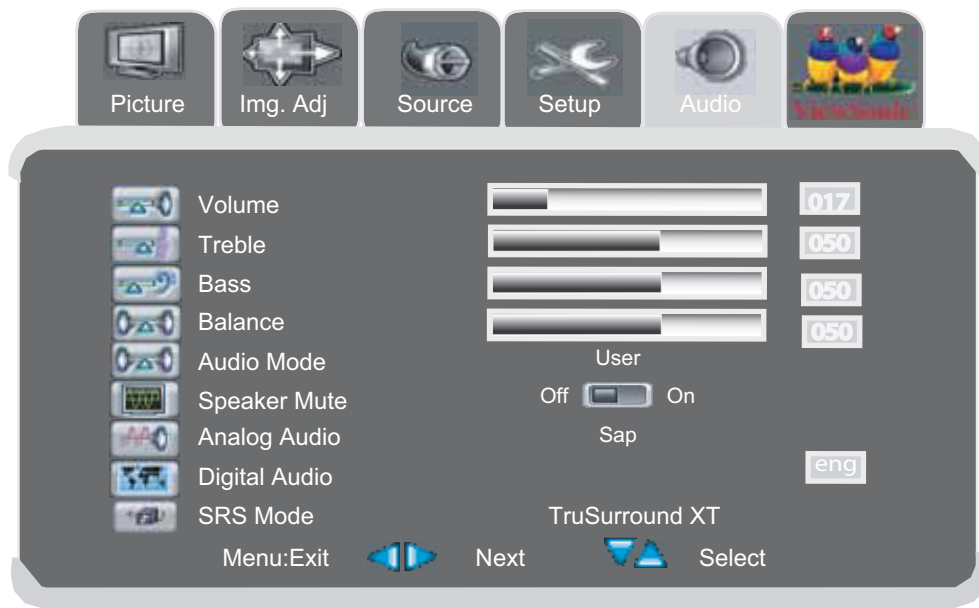 Picture Img. Adj Source Setup Audio ViewSonic
Volume 017
Treble 050
Bass 050
Balance 050
Audio Mode User
Speaker Mute Off On
Analog Audio Sap
Digital Audio eng
SRS Mode TruSurround XT
Menu:Exit Next Select